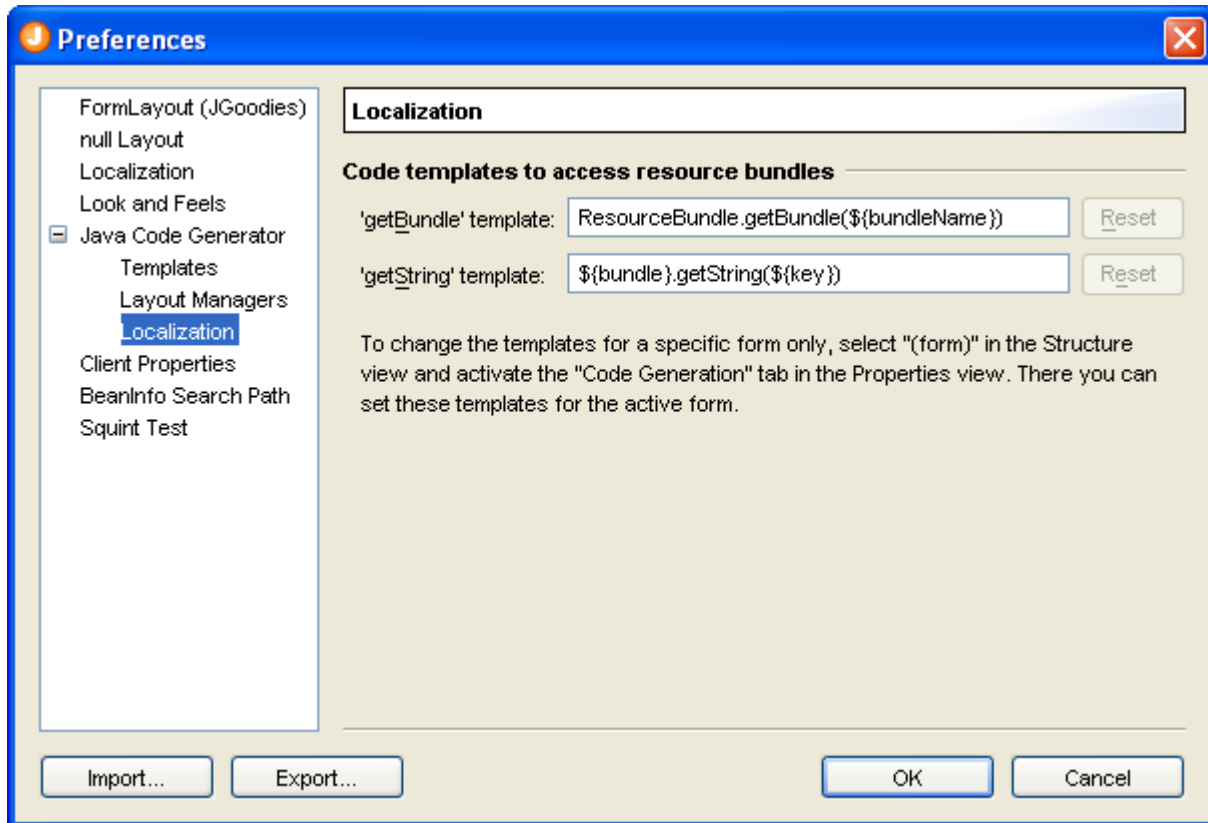 Preferences
FormLayout (JGoodies)
null Layout
Localization
Look and Feels
Java Code Generator
Templates
Layout Managers
Localization
Client Properties
BeanInfo Search Path
Squint Test
Localization
Code templates to access resource bundles
'getBundle' template: ResourceBundle.getBundle(${bundleName}) Reset
'getString' template: ${bundle}.getString(${key}) Reset
To change the templates for a specific form only, select "(form)" in the Structure
view and activate the "Code Generation" tab in the Properties view. There you can
set these templates for the active form.
Import... Export... OK Cancel